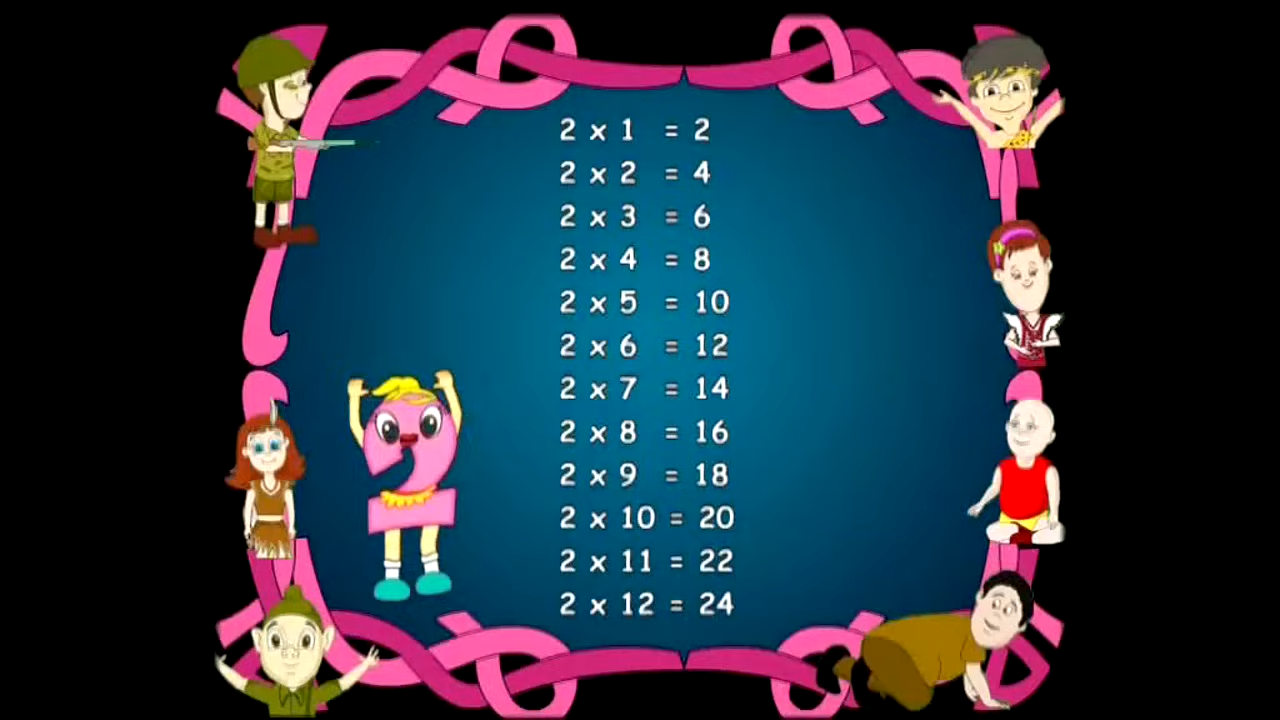 2 x 1 = 2
2 x 2 = 4
2 x 3 = 6
2 x 4 = 8
2 x 5 = 10
2 x 6 = 12
2 x 7 = 14
2 x 8 = 16
2 x 9 = 18
2 x 10 = 20
2 x 11 = 22
2 x 12 = 24